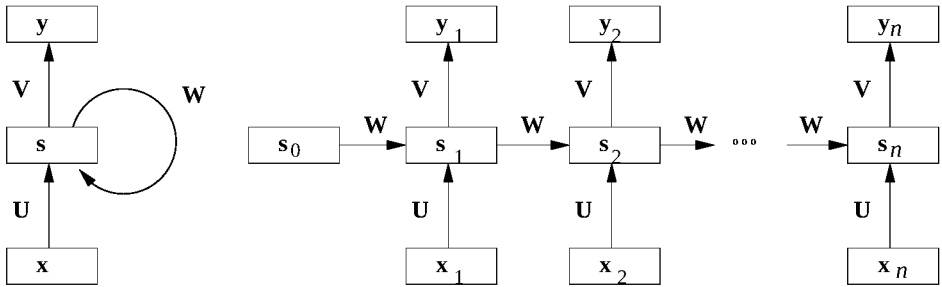 y y₁ y₂ yₙ
V V V V
W
W W W W
s s₀ s₁ s₂ °°° sₙ
U U U U
x x₁ x₂ xₙ